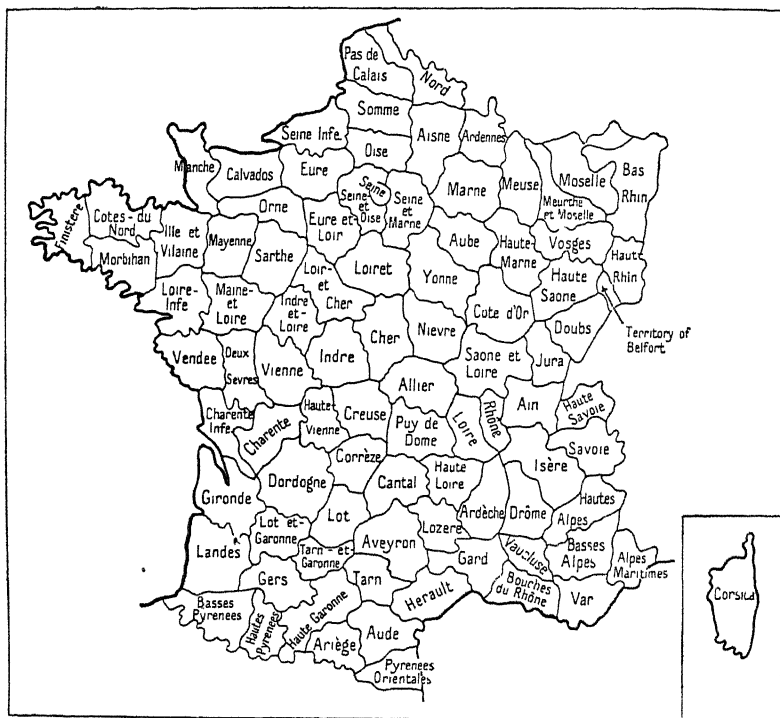 Pas de
Calais
Nord
Somme
Seine Infe.
Oise
Aisne
Ardennes
Manche
Calvados
Eure
Seine
Seine
et
Oise
Seine
et
Marne
Marne
Meuse
Moselle
Meurthe
et Moselle
Bas
Rhin
Finistere
Cotes-du
Nord
Morbihan
Ille et
Vilaine
Mayenne
Orne
Sarthe
Eure et
Loir
Loiret
Yonne
Aube
Haute-
Marne
Vosges
Haut
Rhin
Loire-
Infe
Maine-
et
Loire
Indre
et-
Loire
Loir-
et
Cher
Cher
Nievre
Cote d'Or
Haute
Saone
Doubs
Territory of
Belfort
Vendee
Deux
Sevres
Vienne
Indre
Allier
Saone et
Loire
Jura
Charente
Infe.
Charente
Haute-
Vienne
Creuse
Puy de
Dome
Loire
Rhône
Ain
Haute
Savoie
Savoie
Gironde
Dordogne
Corrèze
Cantal
Haute
Loire
Ardèche
Isère
Drôme
Hautes
Alpes
Landes
Lot et-
Garonne
Lot
Tarn-et-
Garonne
Aveyron
Lozere
Gard
Vaucluse
Basses
Alpes
Alpes
Maritimes
Basses
Pyrenees
Hautes
Pyrenees
Gers
Haute Garonne
Tarn
Herault
Bouches
du Rhône
Var
Ariège
Aude
Pyrenees
Orientales
Corsica